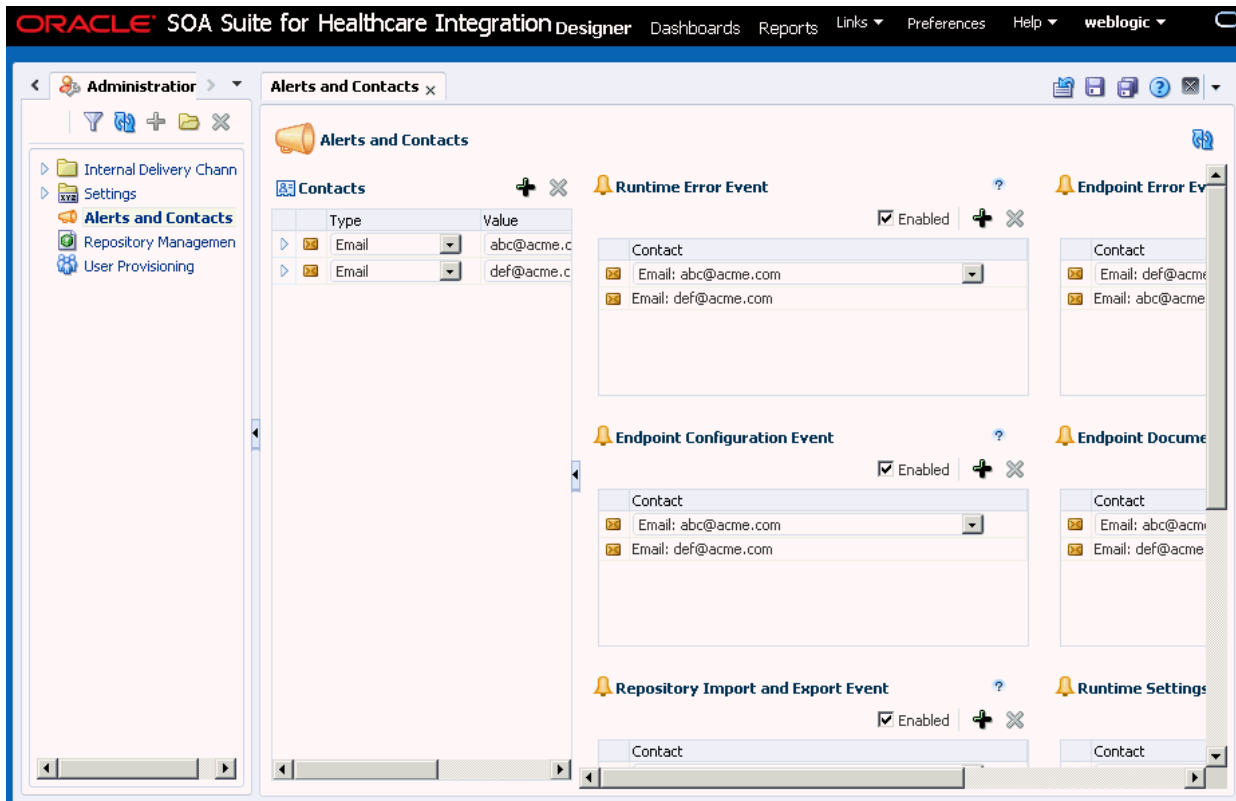 ORACLE SOA Suite for Healthcare Integration Designer Dashboards Reports Links Preferences Help weblogic
Administration
Alerts and Contacts
Internal Delivery Chann
xyz Settings
Alerts and Contacts
Repository Managemen
User Provisioning
Alerts and Contacts
Contacts
Type Value
Email abc@acme.c
Email def@acme.c
Runtime Error Event
Enabled
Contact
Email: abc@acme.com
Email: def@acme.com
Endpoint Error Ev
Contact
Email: def@acme
Email: abc@acme
Endpoint Configuration Event
Enabled
Contact
Email: abc@acme.com
Email: def@acme.com
Endpoint Docume
Contact
Email: abc@acm
Email: def@acme
Repository Import and Export Event
Enabled
Contact
Runtime Settings
Contact